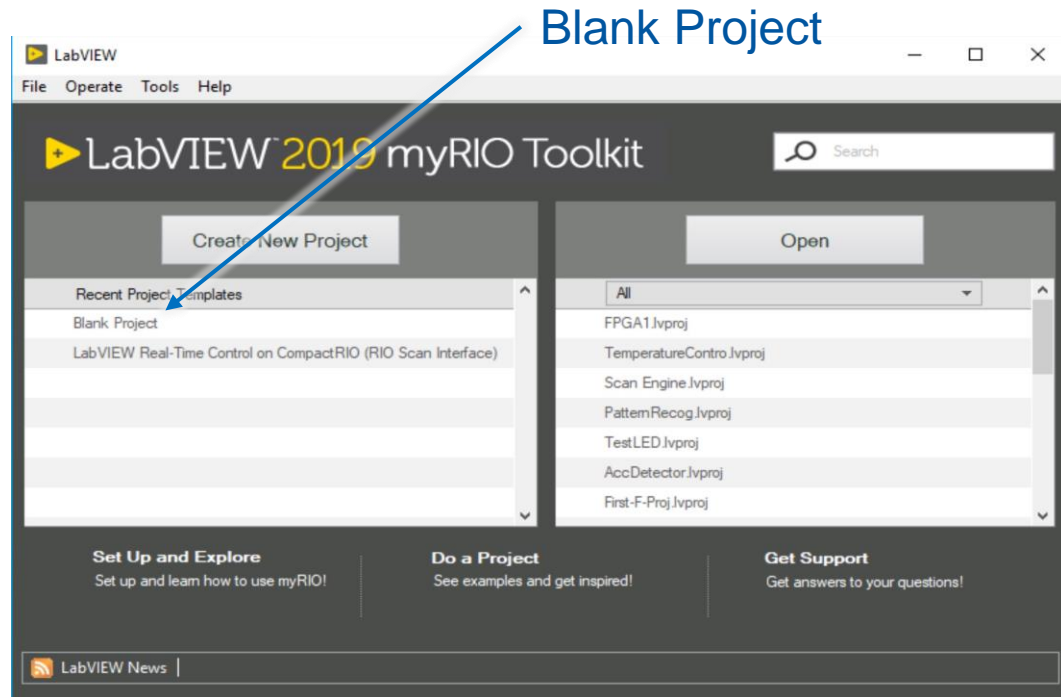 Blank Project
LabVIEW
File Operate Tools Help
LabVIEW™ 2019 myRIO Toolkit
Search
Create New Project
Open
Recent Project Templates
All
Blank Project
FPGA1.lvproj
LabVIEW Real-Time Control on CompactRIO (RIO Scan Interface)
TemperatureContro.lvproj
Scan Engine.lvproj
PatternRecog.lvproj
TestLED.lvproj
AccDetector.lvproj
First-F-Proj.lvproj
Set Up and Explore
Set up and learn how to use myRIO!
Do a Project
See examples and get inspired!
Get Support
Get answers to your questions!
LabVIEW News